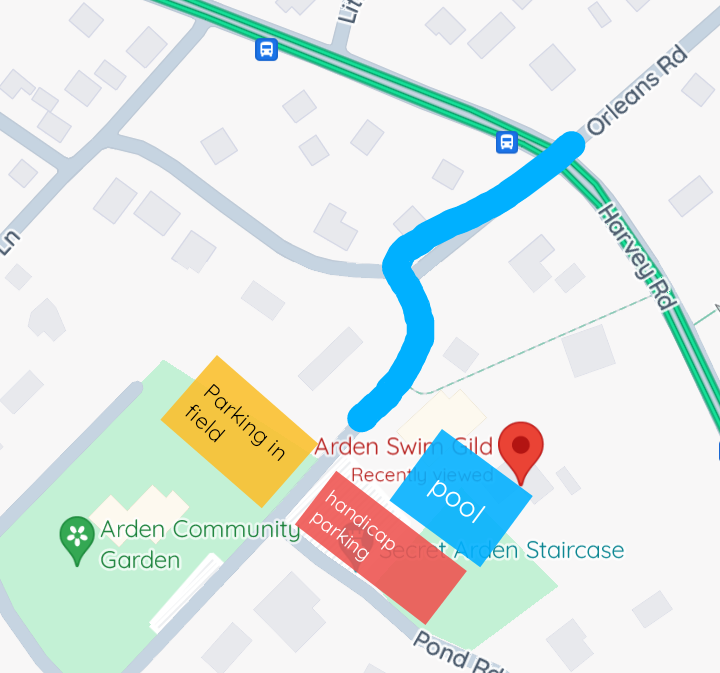 Lit
Orleans Rd
Harvey Rd
Ln
Parking in
field
Arden Swim Gild
Recently viewed
pool
handicap
parking
Secret Arden Staircase
Arden Community
Garden
Pond Rd